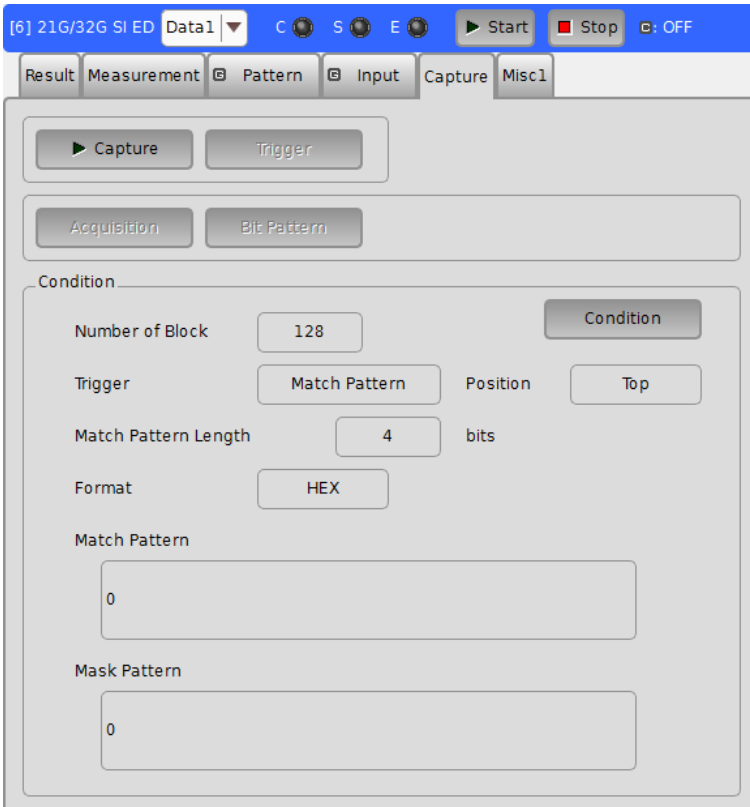 [6] 21G/32G SI ED Data1 C S E Start Stop G: OFF
Result Measurement G Pattern G Input Capture Misc1
Capture Trigger
Acquisition Bit Pattern
Condition
Condition
Number of Block 128
Trigger Match Pattern Position Top
Match Pattern Length 4 bits
Format HEX
Match Pattern
0
Mask Pattern
0